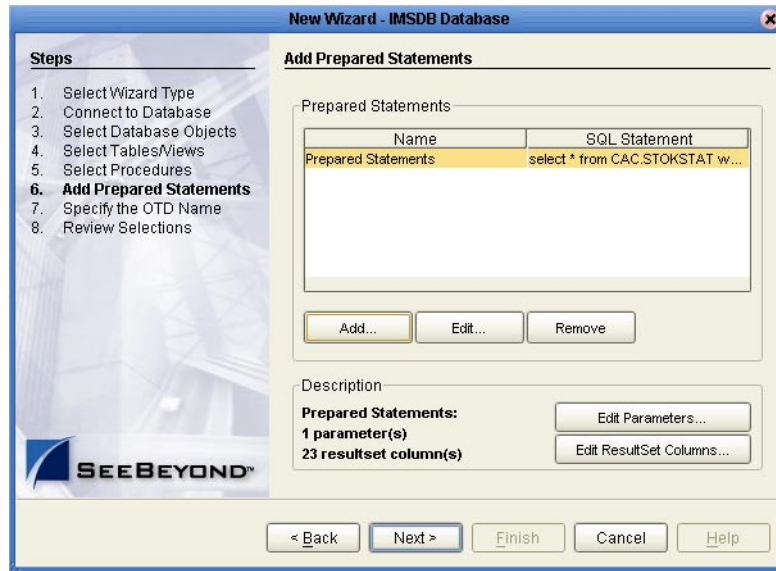 New Wizard - IMSDB Database
Steps
1. Select Wizard Type
2. Connect to Database
3. Select Database Objects
4. Select Tables/Views
5. Select Procedures
6. Add Prepared Statements
7. Specify the OTD Name
8. Review Selections
SEEBEYOND™
Add Prepared Statements
Prepared Statements
Name SQL Statement
Prepared Statements select * from CAC.STOKSTAT w...
Add... Edit... Remove
Description
Prepared Statements:
1 parameter(s)
23 resultset column(s)
Edit Parameters...
Edit ResultSet Columns...
< Back Next > Finish Cancel Help